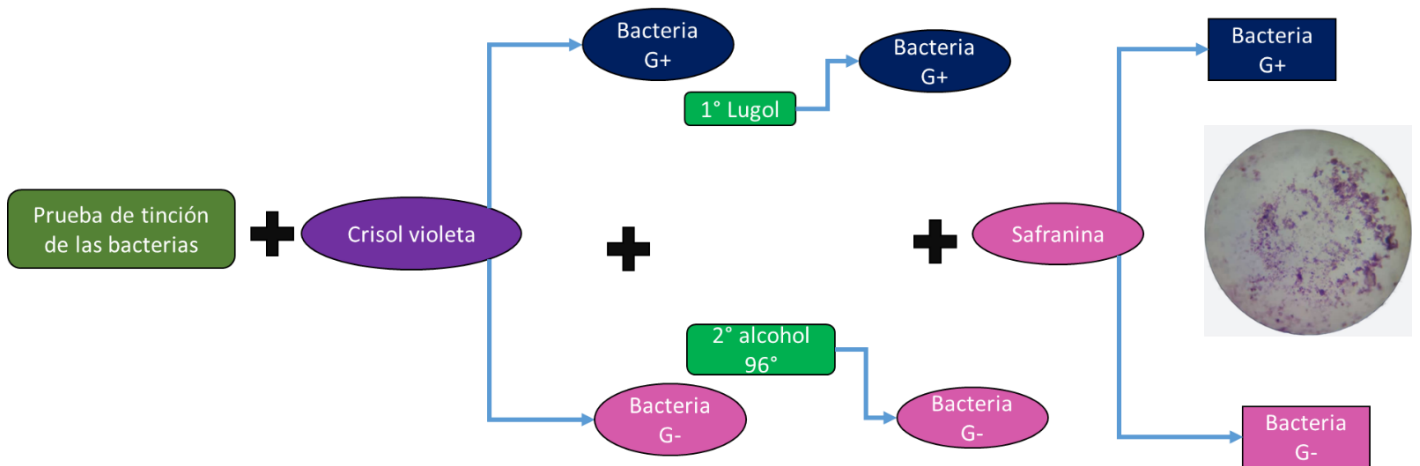 Prueba de tinción
de las bacterias
Crisol violeta
Bacteria
G+
Bacteria
G-
1° Lugol
2° alcohol
96°
Bacteria
G+
Bacteria
G-
Safranina
Bacteria
G+
Bacteria
G-